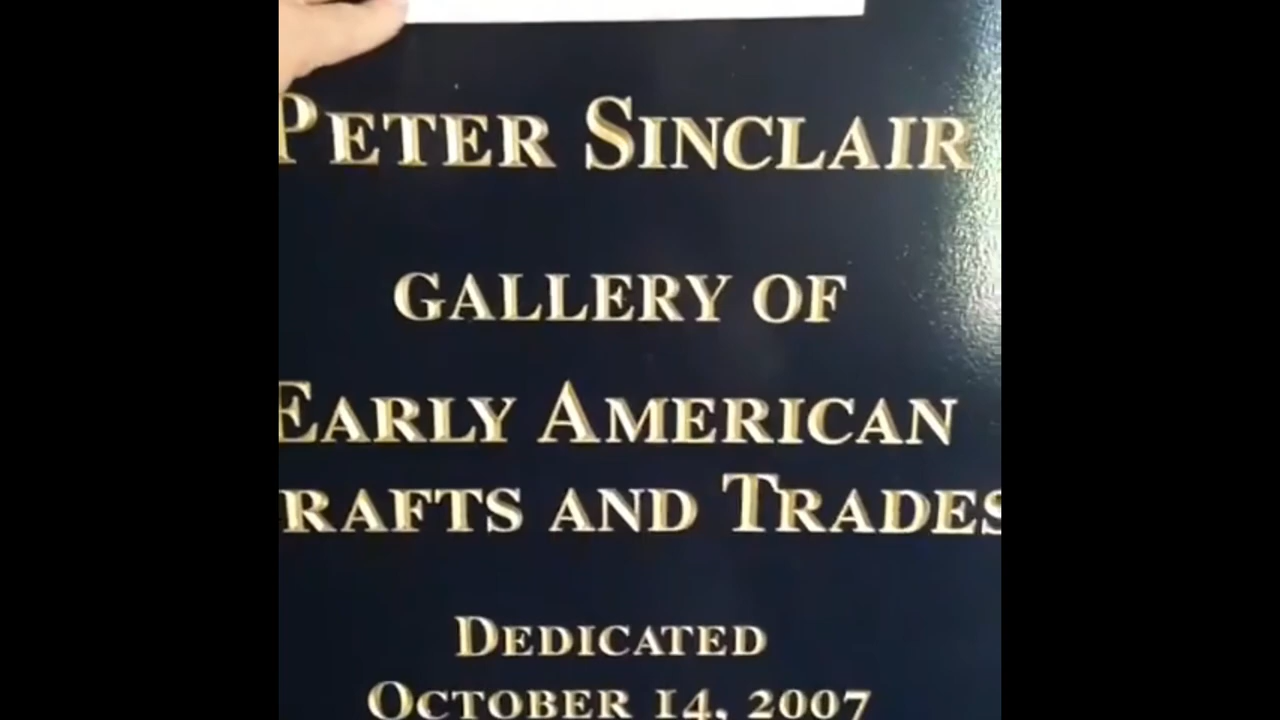 PETER SINCLAIR
GALLERY OF
EARLY AMERICAN
RAFTS AND TRADES
DEDICATED
OCTOBER 14, 2007